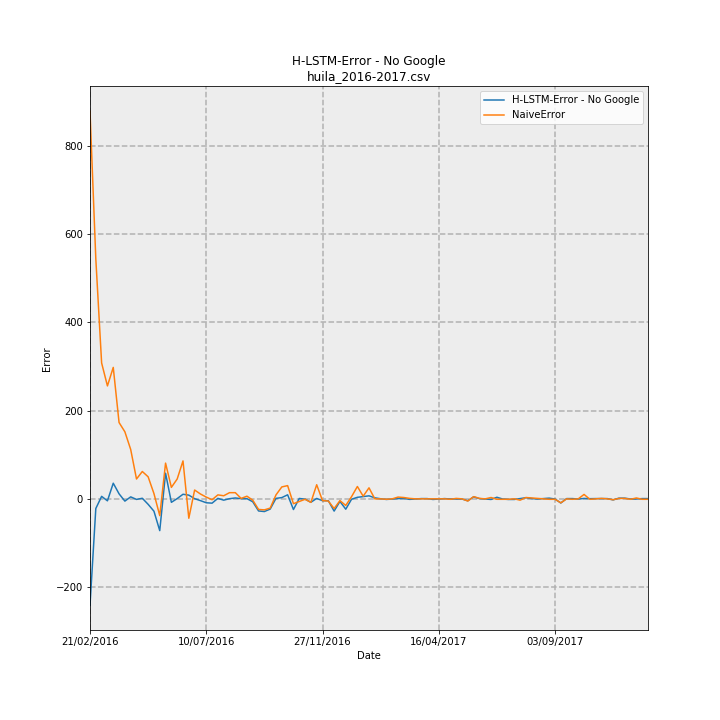 H-LSTM-Error - No Google
huila_2016-2017.csv
H-LSTM-Error - No Google
NaiveError
Error
800
600
400
200
0
−200
21/02/2016
10/07/2016
27/11/2016
16/04/2017
03/09/2017
Date